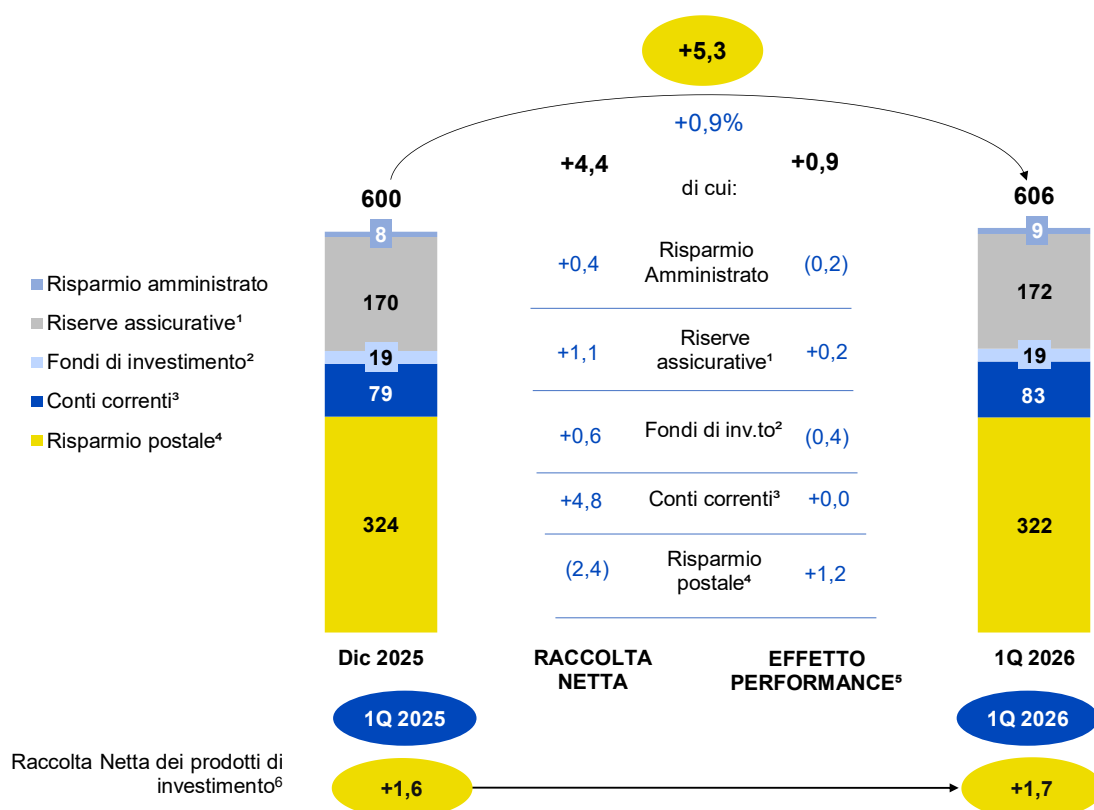 +5,3
+0,9%
+4,4
+0,9
di cui:
600
606
8
9
170
172
19
19
79
83
324
322
Risparmio amministrato
Riserve assicurative¹
Fondi di investimento²
Conti correnti³
Risparmio postale⁴
+0,4
Risparmio
Amministrato
(0,2)
+1,1
Riserve
assicurative¹
+0,2
+0,6
Fondi di inv.to²
(0,4)
+4,8
Conti correnti³
+0,0
(2,4)
Risparmio
postale⁴
+1,2
Dic 2025
RACCOLTA
NETTA
EFFETTO
PERFORMANCE⁵
1Q 2026
1Q 2025
1Q 2026
Raccolta Netta dei prodotti di
investimento⁶
+1,6
+1,7